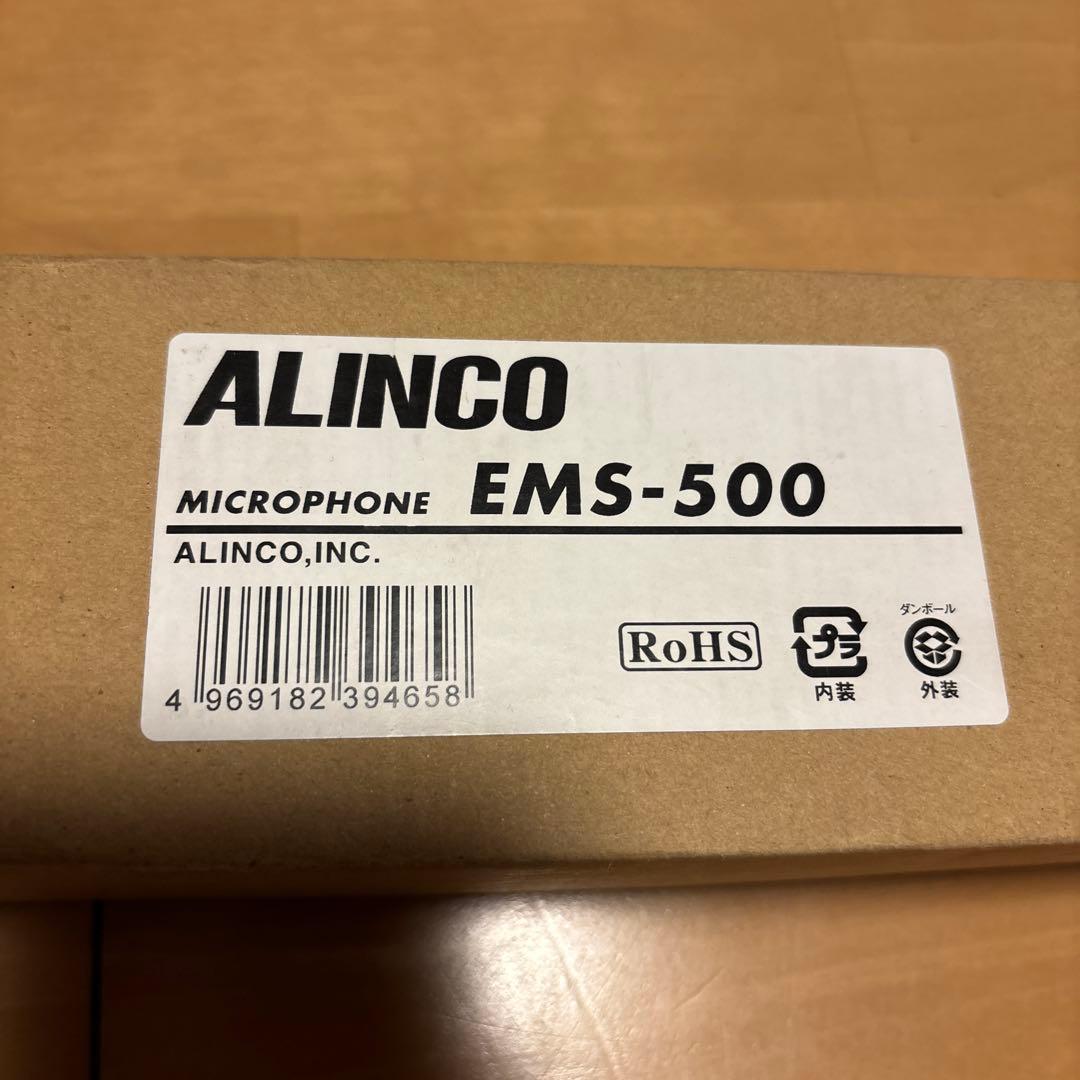 ALINCO
MICROPHONE EMS-500
ALINCO,INC.
4 969182 394658
RoHS
プラ
内装
ダンボール
外装